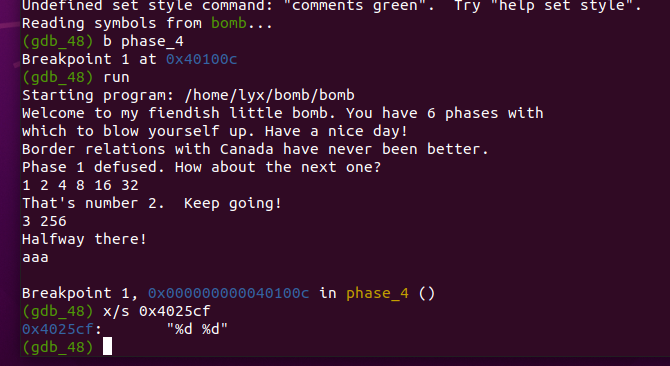 Undefined set style command: "comments green".  Try "help set style".
Reading symbols from bomb...
(gdb_48) b phase_4
Breakpoint 1 at 0x40100c
(gdb_48) run
Starting program: /home/lyx/bomb/bomb
Welcome to my fiendish little bomb. You have 6 phases with
which to blow yourself up. Have a nice day!
Border relations with Canada have never been better.
Phase 1 defused. How about the next one?
1 2 4 8 16 32
That's number 2.  Keep going!
3 256
Halfway there!
aaa
Breakpoint 1, 0x000000000040100c in phase_4 ()
(gdb_48) x/s 0x4025cf
0x4025cf:       "%d %d"
(gdb_48)